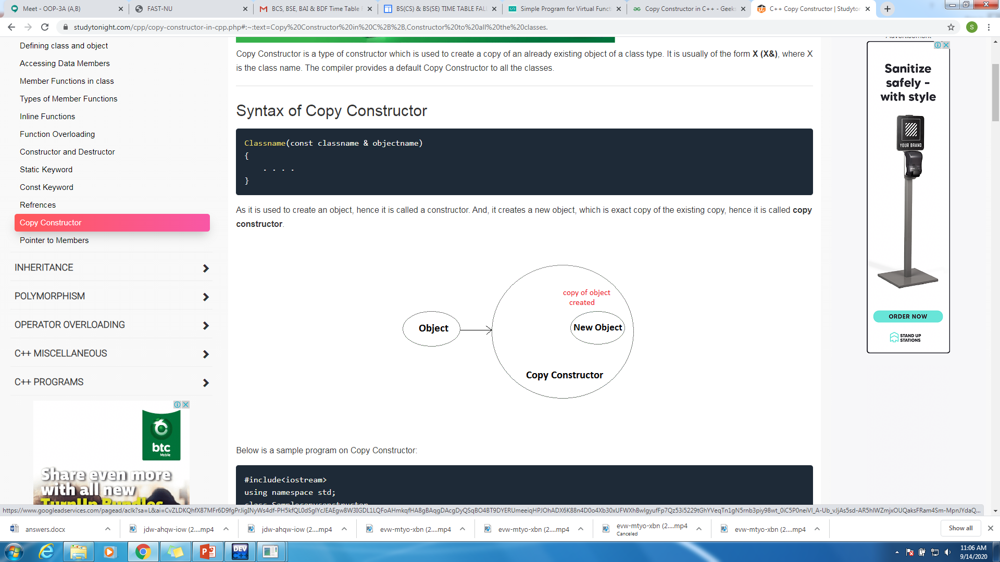 Meet - OOP-3A (A,B)
FAST-NU
BCS, BSE, BAI & BDF Time Table F
BS(CS) & BS(SE) TIME TABLE FALL
Simple Program for Virtual Funct
Copy Constructor in C++ - Geeks
C++ Copy Constructor | Studyton
studytonight.com/cpp/copy-constructor-in-cpp.php#:~:text=Copy%20Constructor%20in%20C%2B%2B,Constructor%20to%20all%20the%20classes.
S
Defining class and object
Accessing Data Members
Member Functions in class
Types of Member Functions
Inline Functions
Function Overloading
Constructor and Destructor
Static Keyword
Const Keyword
Refrences
Copy Constructor
Pointer to Members
INHERITANCE
POLYMORPHISM
OPERATOR OVERLOADING
C++ MISCELLANEOUS
C++ PROGRAMS
btc
Mobile
Share even more
with all new
TurnUp Bundles
Copy Constructor is a type of constructor which is used to create a copy of an already existing object of a class type. It is usually of the form X (X&), where X
is the class name. The compiler provides a default Copy Constructor to all the classes.
Syntax of Copy Constructor
Classname(const classname & objectname)
{
. . . .
}
As it is used to create an object, hence it is called a constructor. And, it creates a new object, which is exact copy of the existing copy, hence it is called copy
constructor.
copy of object
created
Object
New Object
Copy Constructor
Below is a sample program on Copy Constructor:
#include<iostream>
using namespace std;
class Samplecopyconstructor
Advertisement
Sanitize
safely -
with style
YOUR BRAND
ORDER NOW
STAND UP
STATIONS
answers.docx
jdw-ahqw-iow (2....mp4
jdw-ahqw-iow (2....mp4
evw-mtyo-xbn (2....mp4
evw-mtyo-xbn (2....mp4
evw-mtyo-xbn (2....mp4
Canceled
evw-mtyo-xbn (2....mp4
Show all
DEV
C++
11:06 AM
9/14/2020